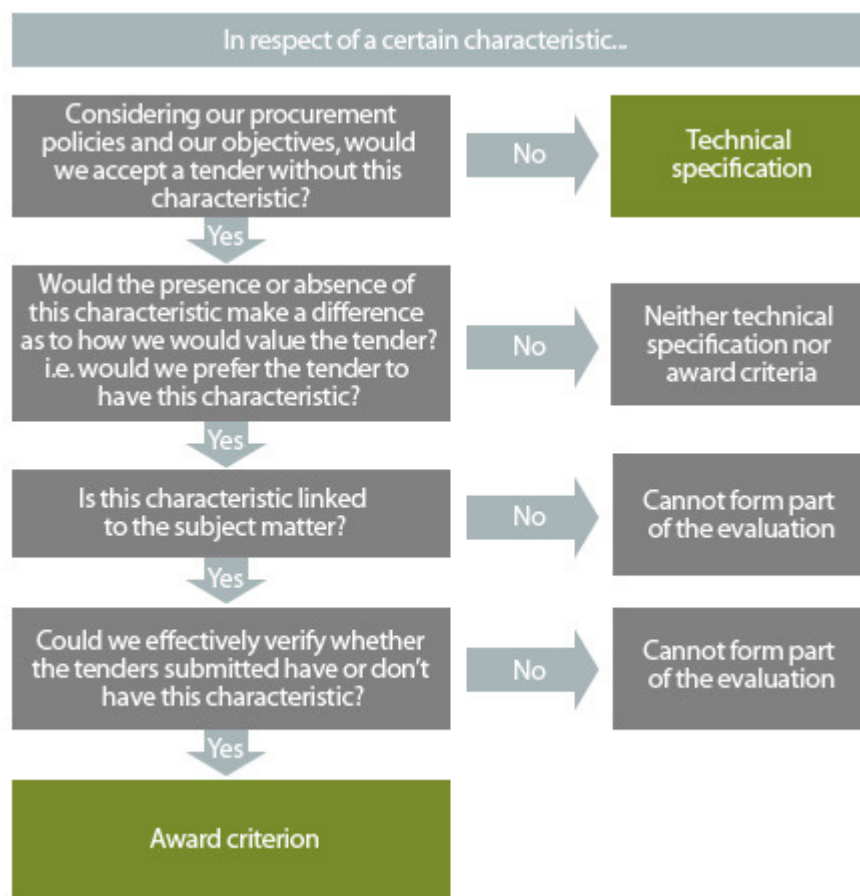 In respect of a certain characteristic...
Considering our procurement
policies and our objectives, would
we accept a tender without this
characteristic?
No
Technical
specification
Yes
Would the presence or absence of
this characteristic make a difference
as to how we would value the tender?
i.e. would we prefer the tender to
have this characteristic?
No
Neither technical
specification nor
award criteria
Yes
Is this characteristic linked
to the subject matter?
No
Cannot form part
of the evaluation
Yes
Could we effectively verify whether
the tenders submitted have or don't
have this characteristic?
No
Cannot form part
of the evaluation
Yes
Award criterion